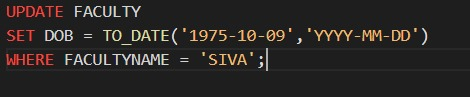 UPDATE FACULTY
SET DOB = TO_DATE('1975-10-09','YYYY-MM-DD')
WHERE FACULTYNAME = 'SIVA';